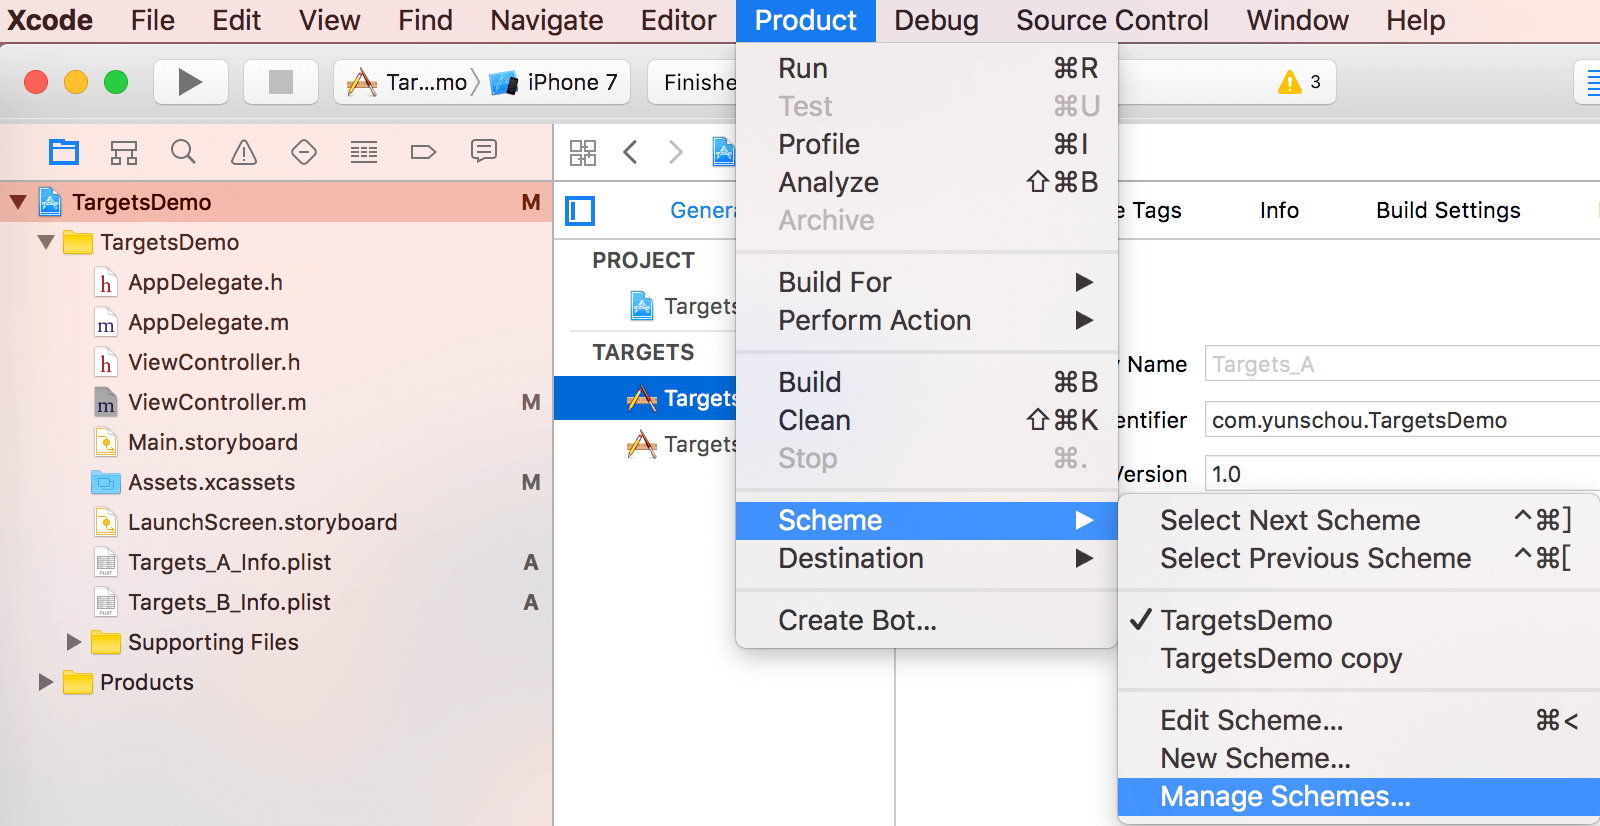 Xcode File Edit View Find Navigate Editor Product Debug Source Control Window Help
Tar...mo iPhone 7 Finishe 3
Run ⌘R
Test ⌘U
Profile ⌘I
Analyze ⇧⌘B
Archive
Build For
Perform Action
Build ⌘B
Clean ⇧⌘K
Stop ⌘.
Scheme
Destination
Create Bot...
TargetsDemo M
TargetsDemo
h AppDelegate.h
m AppDelegate.m
h ViewController.h
m ViewController.m M
Main.storyboard
Assets.xcassets M
LaunchScreen.storyboard
PLIST Targets_A_Info.plist A
PLIST Targets_B_Info.plist A
Supporting Files
Products
Genera e Tags Info Build Settings
PROJECT
Targets
TARGETS
Targets
Targets
y Name Targets_A
entifier com.yunschou.TargetsDemo
Version 1.0
Select Next Scheme ^⌘]
Select Previous Scheme ^⌘[
✓ TargetsDemo
TargetsDemo copy
Edit Scheme... ⌘<
New Scheme...
Manage Schemes...